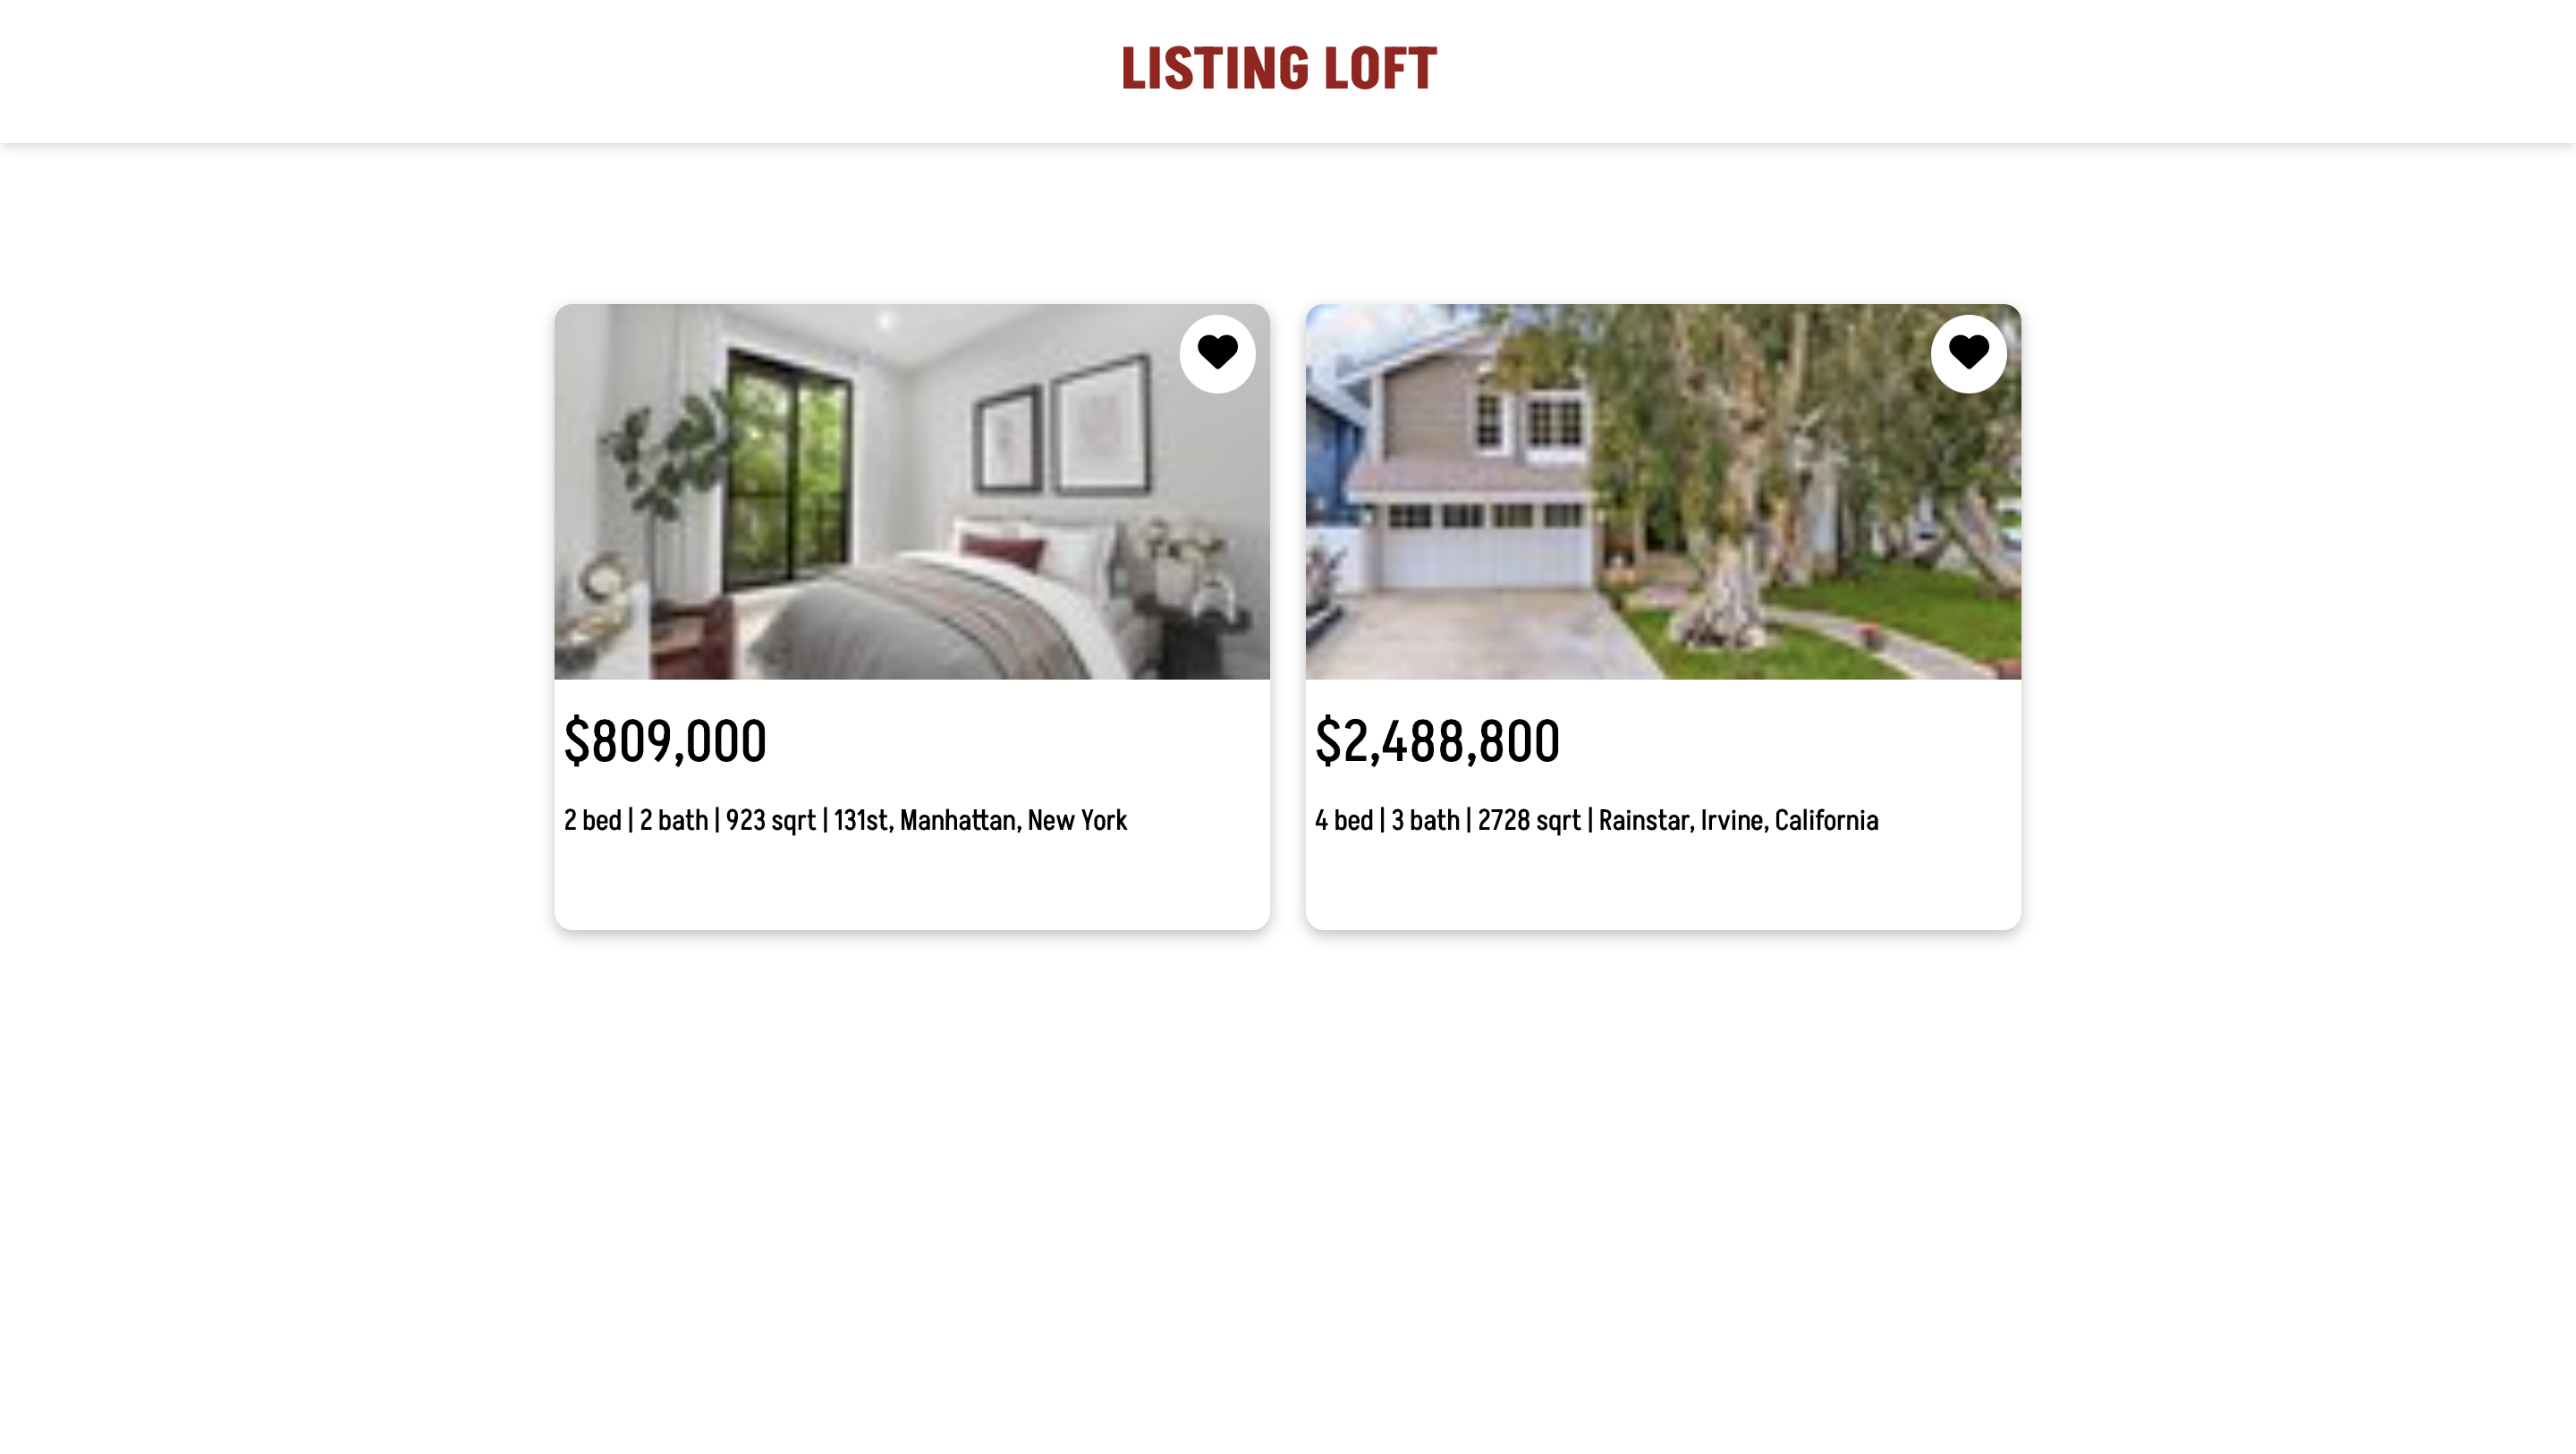 LISTING LOFT
$809,000
2 bed | 2 bath | 923 sqrt | 131st, Manhattan, New York
$2,488,800
4 bed | 3 bath | 2728 sqrt | Rainstar, Irvine, California